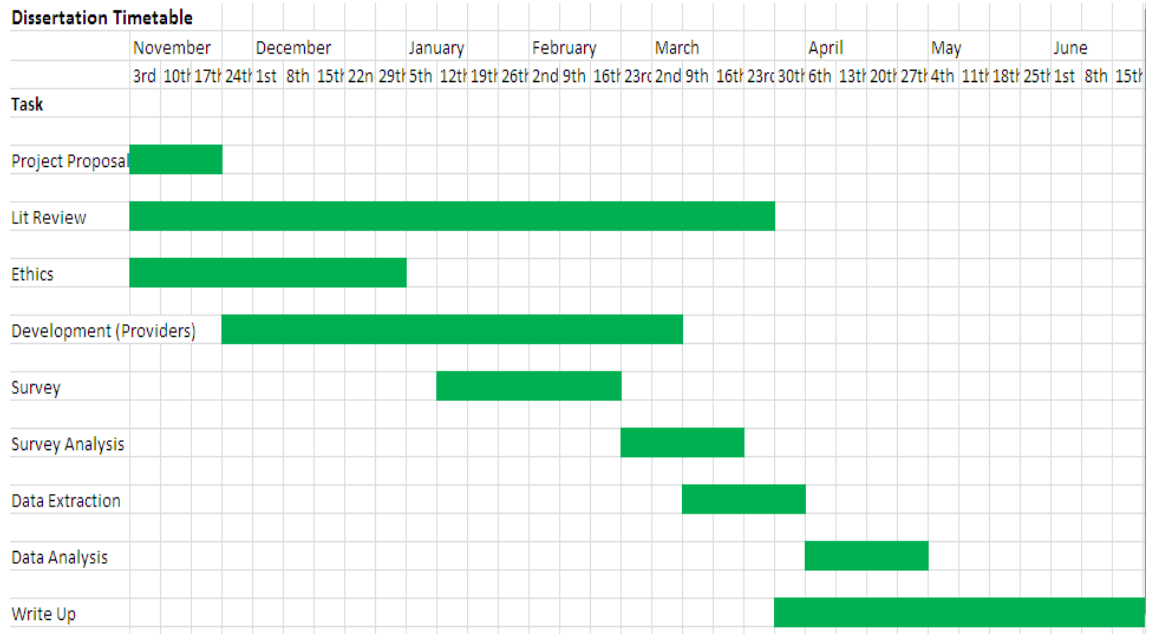 Dissertation Timetable
November December January February March April May June
3rd 10th 17th 24th 1st 8th 15th 22n 29th 5th 12th 19th 26th 2nd 9th 16th 23rd 2nd 9th 16th 23rd 30th 6th 13th 20th 27th 4th 11th 18th 25th 1st 8th 15th
Task
Project Proposal
Lit Review
Ethics
Development (Providers)
Survey
Survey Analysis
Data Extraction
Data Analysis
Write Up